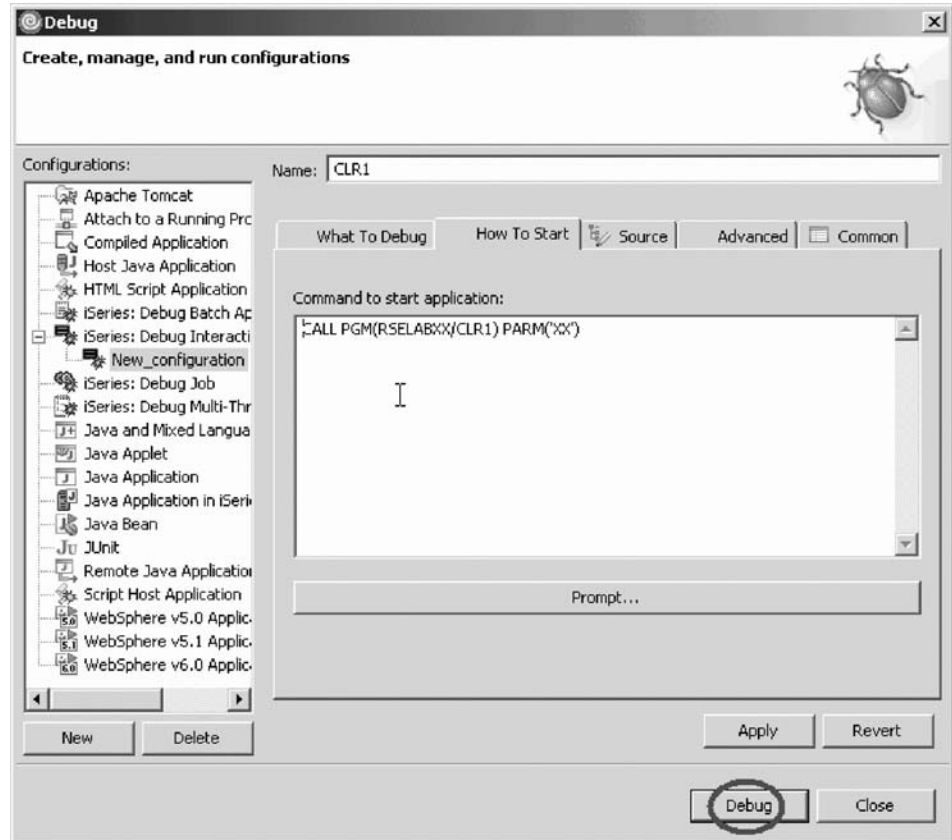 Debug
Create, manage, and run configurations
Configurations:
Apache Tomcat
Attach to a Running Prc
Compiled Application
Host Java Application
HTML Script Application
iSeries: Debug Batch Ap
iSeries: Debug Interacti
New_configuration
iSeries: Debug Job
iSeries: Debug Multi-Thr
Java and Mixed Langua
Java Applet
Java Application
Java Application in iSeri
Java Bean
JUnit
Remote Java Application
Script Host Application
WebSphere v5.0 Applic
WebSphere v5.1 Applic
WebSphere v6.0 Applic
New Delete
Name: CLR1
What To Debug How To Start Source Advanced Common
Command to start application:
CALL PGM(RSELABXX/CLR1) PARM('XX')
Prompt...
Apply Revert
Debug Close